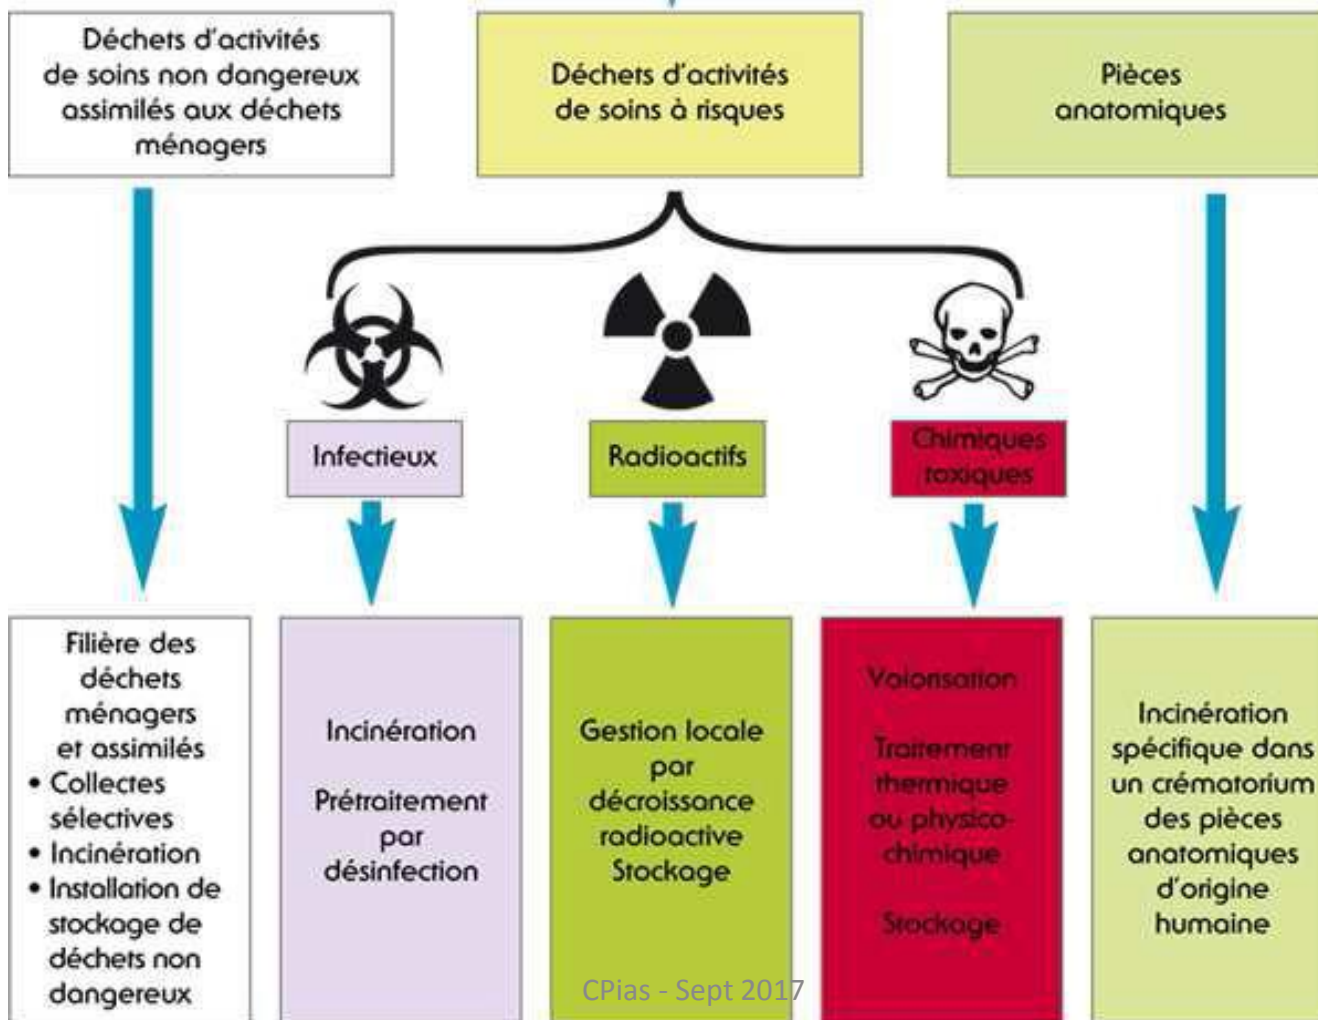 Déchets d'activités
de soins non dangereux
assimilés aux déchets
ménagers
Déchets d'activités
de soins à risques
Pièces
anatomiques
Infectieux
Radioactifs
Chimiques
toxiques
Filière des
déchets
ménagers
et assimilés
• Collectes
sélectives
• Incinération
• Installation de
stockage de
déchets non
dangereux
Incinération
Prétraitement
par
désinfection
Gestion locale
par
décroissance
radioactive
Stockage
Valorisation
Traitement
thermique
ou physico-
chimique
Stockage
Incinération
spécifique dans
un crématorium
des pièces
anatomiques
d'origine
humaine
CPias - Sept 2017